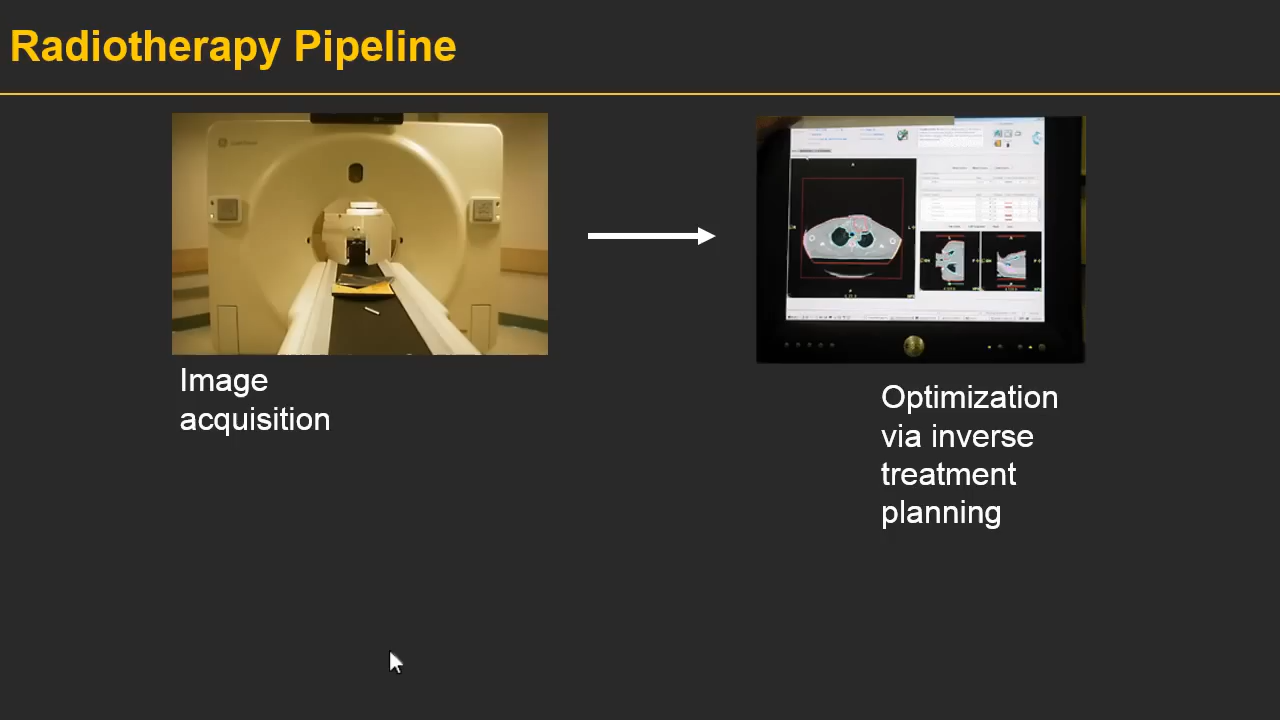 Radiotherapy Pipeline
Image
acquisition
Optimization
via inverse
treatment
planning